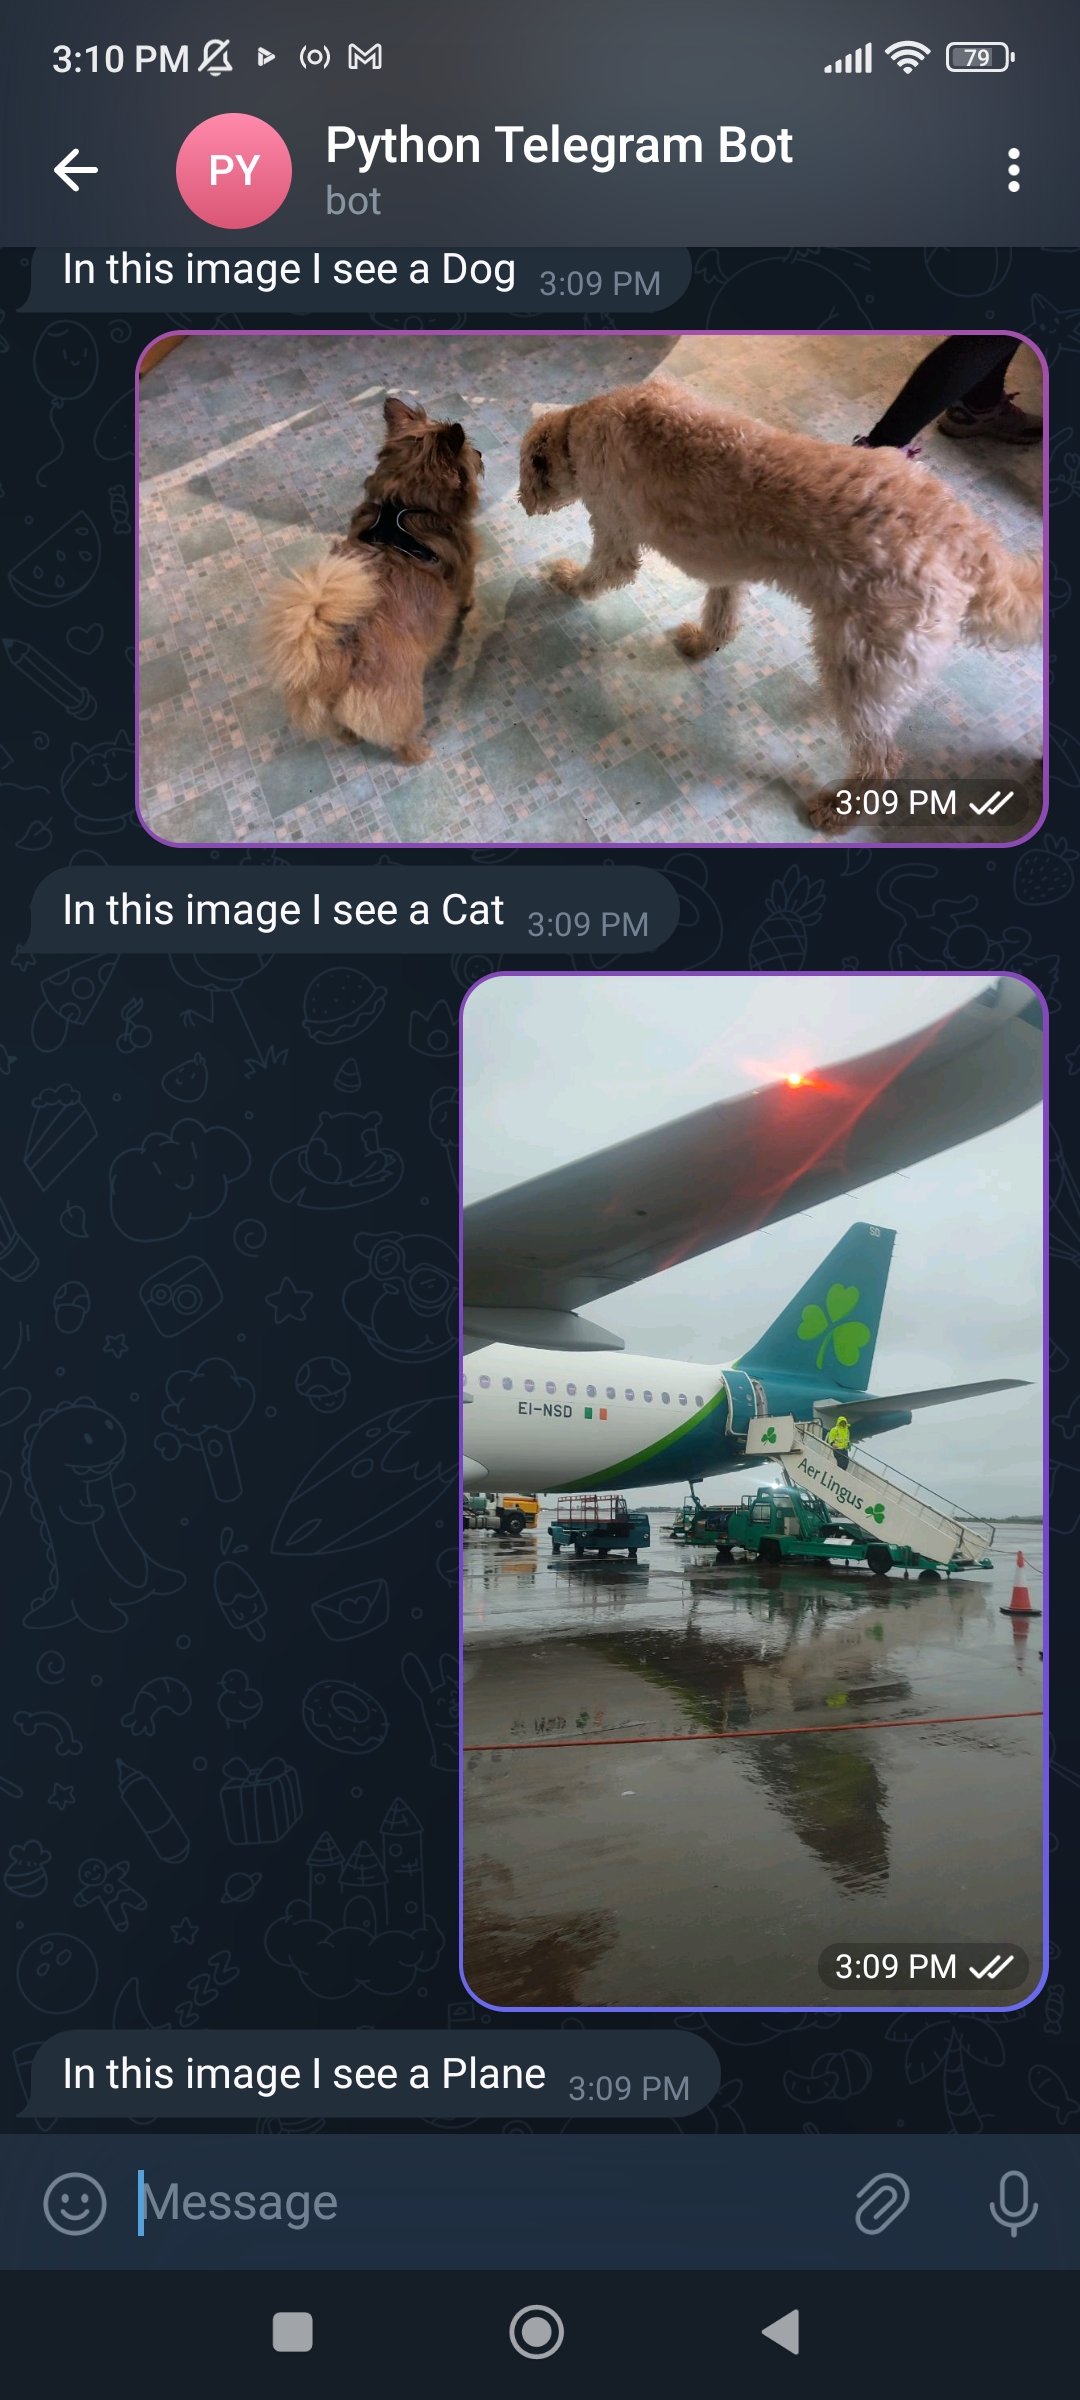 3:10 PM
79
PY
Python Telegram Bot
bot
In this image I see a Dog 3:09 PM
3:09 PM
In this image I see a Cat 3:09 PM
SD
EI-NSD
Aer Lingus
3:09 PM
In this image I see a Plane 3:09 PM
Message